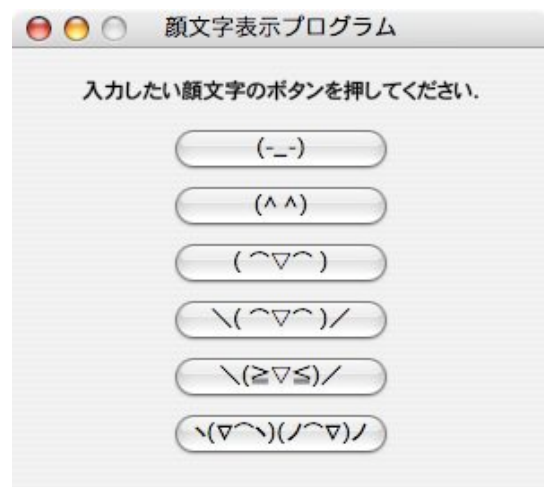 顔文字表示プログラム
入力したい顔文字のボタンを押してください.
(-_-)
(^ ^)
( ⌒▽⌒ )
＼( ⌒▽⌒ )／
＼(≧▽≦)／
ヽ(∇⌒ヽ)(ノ⌒∇)ノ